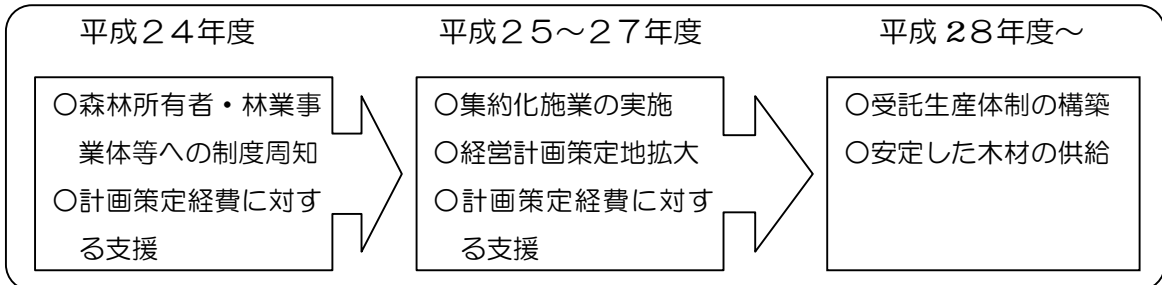 平成２４年度
平成２５～２７年度
平成 28年度～
○森林所有者・林業事
業体等への制度周知
○計画策定経費に対す
る支援
○集約化施業の実施
○経営計画策定地拡大
○計画策定経費に対す
る支援
○受託生産体制の構築
○安定した木材の供給